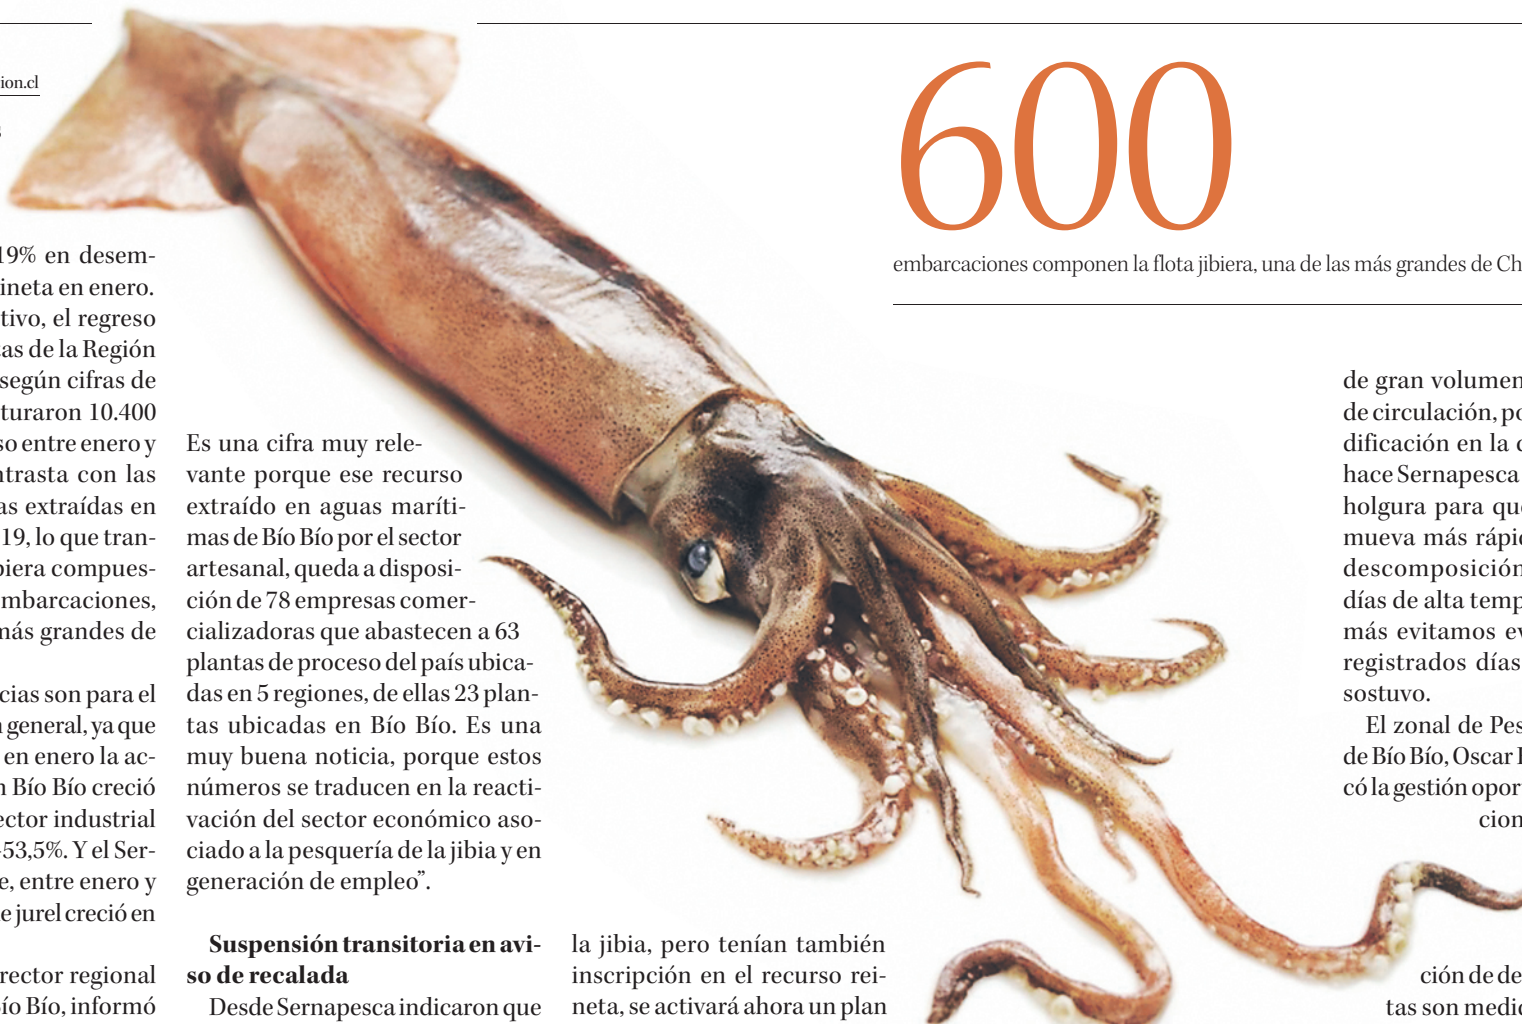 ion.cl
19% en desem-
ineta en enero.
tivo, el regreso
as de la Región
según cifras de
turaron 10.400
so entre enero y
ntrasta con las
as extraídas en
19, lo que tran-
biera compues-
mbarcaciones,
más grandes de
cias son para el
general, ya que
en enero la ac-
Bío Bío creció
ector industrial
53,5%. Y el Ser-
e, entre enero y
e jurel creció en
rector regional
ío Bío, informó
Es una cifra muy rele-
vante porque ese recurso
extraído en aguas maríti-
mas de Bío Bío por el sector
artesanal, queda a disposi-
ción de 78 empresas comer-
cializadoras que abastecen a 63
plantas de proceso del país ubica-
das en 5 regiones, de ellas 23 plan-
tas ubicadas en Bío Bío. Es una
muy buena noticia, porque estos
números se traducen en la reacti-
vación del sector económico aso-
ciado a la pesquería de la jibia y en
generación de empleo”.
Suspensión transitoria en avi-
so de recalada
Desde Sernapesca indicaron que
la jibia, pero tenían también
inscripción en el recurso rei-
neta, se activará ahora un plan
600
embarcaciones componen la flota jibiera, una de las más grandes de Ch
de gran volumen
de circulación, po
dificación en la c
hace Sernapesca
holgura para que
mueva más rápid
descomposición
días de alta temp
más evitamos ev
registrados días
sostuvo.
El zonal de Pes
de Bío Bío, Oscar
có la gestión opor
cion
ción de de
tas son medid